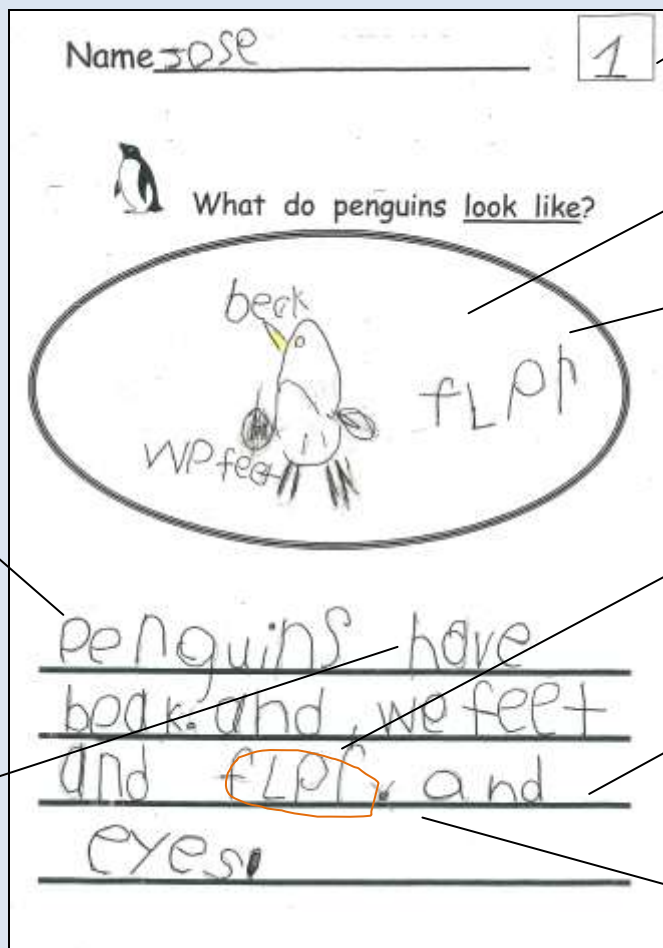 Name Jose
1
What do penguins look like?
beck
fLPr
WP feet
penguins have
beak. and we feet
and fLPr. and
eyes.